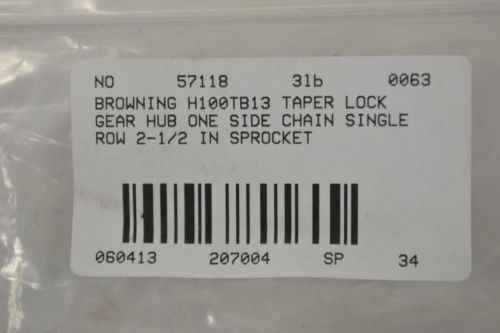 NO 57118 3lb 0063
BROWNING H100TB13 TAPER LOCK
GEAR HUB ONE SIDE CHAIN SINGLE
ROW 2-1/2 IN SPROCKET
060413 207004 SP 34